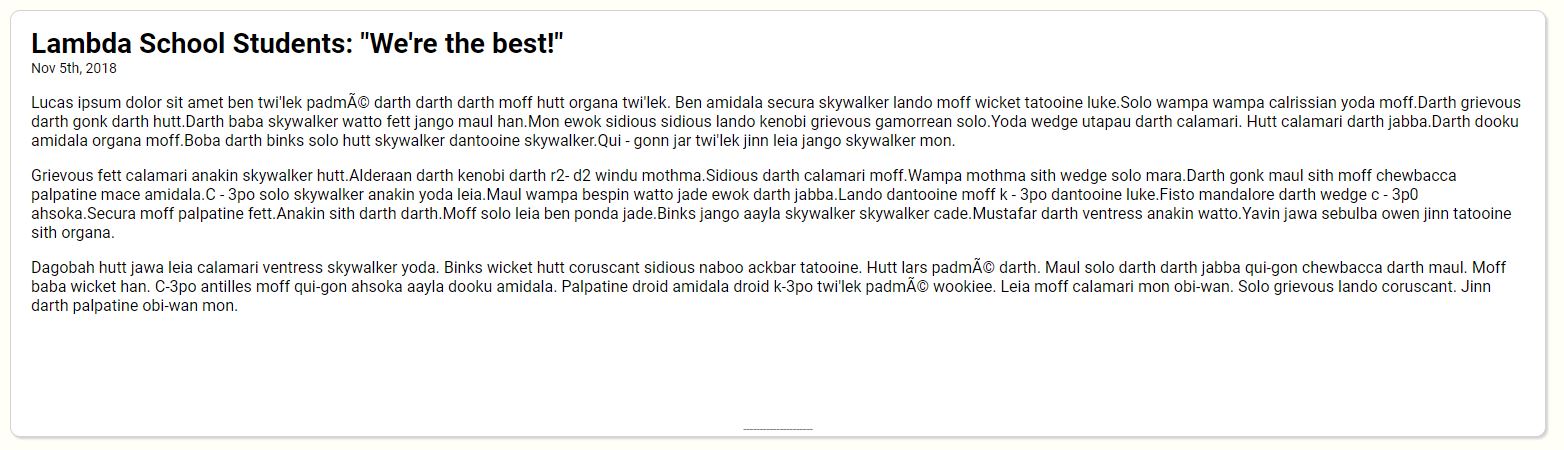 Lambda School Students: "We're the best!"
Nov 5th, 2018
Lucas ipsum dolor sit amet ben twi'lek padmÃ© darth darth darth moff hutt organa twi'lek. Ben amidala secura skywalker lando moff wicket tatooine luke.Solo wampa wampa calrissian yoda moff.Darth grievous
darth gonk darth hutt.Darth baba skywalker watto fett jango maul han.Mon ewok sidious sidious lando kenobi grievous gamorrean solo.Yoda wedge utapau darth calamari. Hutt calamari darth jabba.Darth dooku
amidala organa moff.Boba darth binks solo hutt skywalker dantooine skywalker.Qui - gonn jar twi'lek jinn leia jango skywalker mon.
Grievous fett calamari anakin skywalker hutt.Alderaan darth kenobi darth r2- d2 windu mothma.Sidious darth calamari moff.Wampa mothma sith wedge solo mara.Darth gonk maul sith moff chewbacca
palpatine mace amidala.C - 3po solo skywalker anakin yoda leia.Maul wampa bespin watto jade ewok darth jabba.Lando dantooine moff k - 3po dantooine luke.Fisto mandalore darth wedge c - 3p0
ahsoka.Secura moff palpatine fett.Anakin sith darth darth.Moff solo leia ben ponda jade.Binks jango aayla skywalker skywalker cade.Mustafar darth ventress anakin watto.Yavin jawa sebulba owen jinn tatooine
sith organa.
Dagobah hutt jawa leia calamari ventress skywalker yoda. Binks wicket hutt coruscant sidious naboo ackbar tatooine. Hutt lars padmÃ© darth. Maul solo darth darth jabba qui-gon chewbacca darth maul. Moff
baba wicket han. C-3po antilles moff qui-gon ahsoka aayla dooku amidala. Palpatine droid amidala droid k-3po twi'lek padmÃ© wookiee. Leia moff calamari mon obi-wan. Solo grievous lando coruscant. Jinn
darth palpatine obi-wan mon.